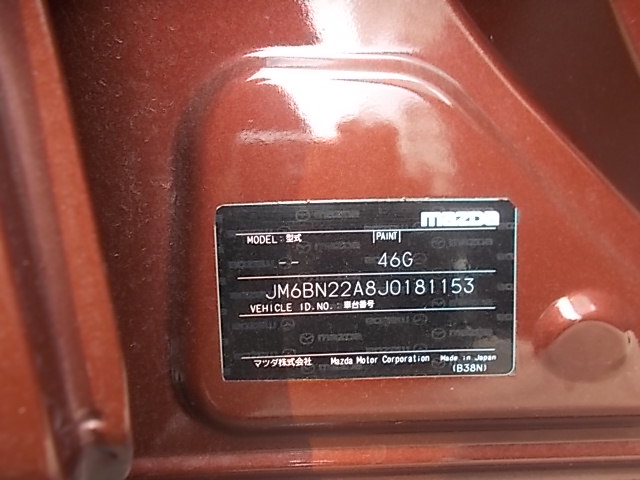 mazda
MODEL: 型式 PAINT
-- 46G
JM6BN22A8J0181153
VEHICLE ID.NO.: 車台番号
マツダ株式会社 Mazda Motor Corporation Made in Japan
(B38N)